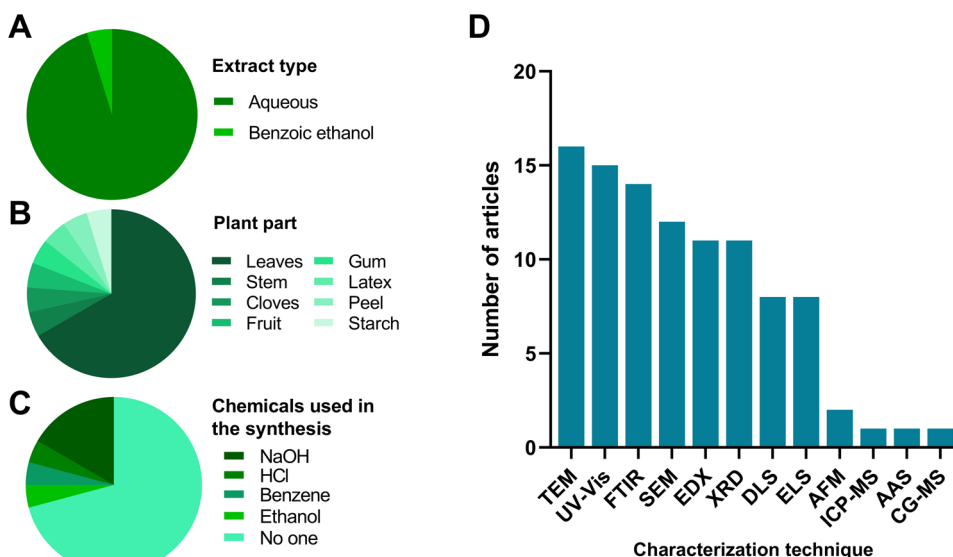 A
Extract type
Aqueous
Benzoic ethanol
B
Plant part
Leaves
Stem
Cloves
Fruit
Gum
Latex
Peel
Starch
C
Chemicals used in
the synthesis
NaOH
HCl
Benzene
Ethanol
No one
D
Number of articles
20
15
10
5
0
TEM
UV-Vis
FTIR
SEM
EDX
XRD
DLS
ELS
AFM
ICP-MS
AAS
CG-MS
Characterization technique